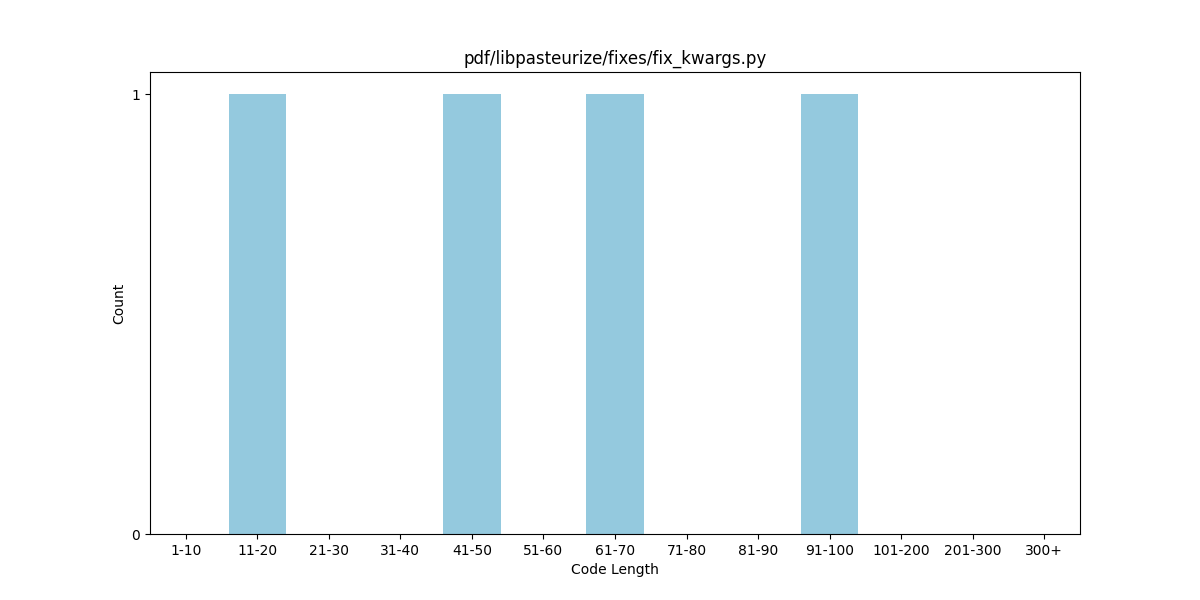 pdf/libpasteurize/fixes/fix_kwargs.py
1
Count
0
1-10 11-20 21-30 31-40 41-50 51-60 61-70 71-80 81-90 91-100 101-200 201-300 300+
Code Length